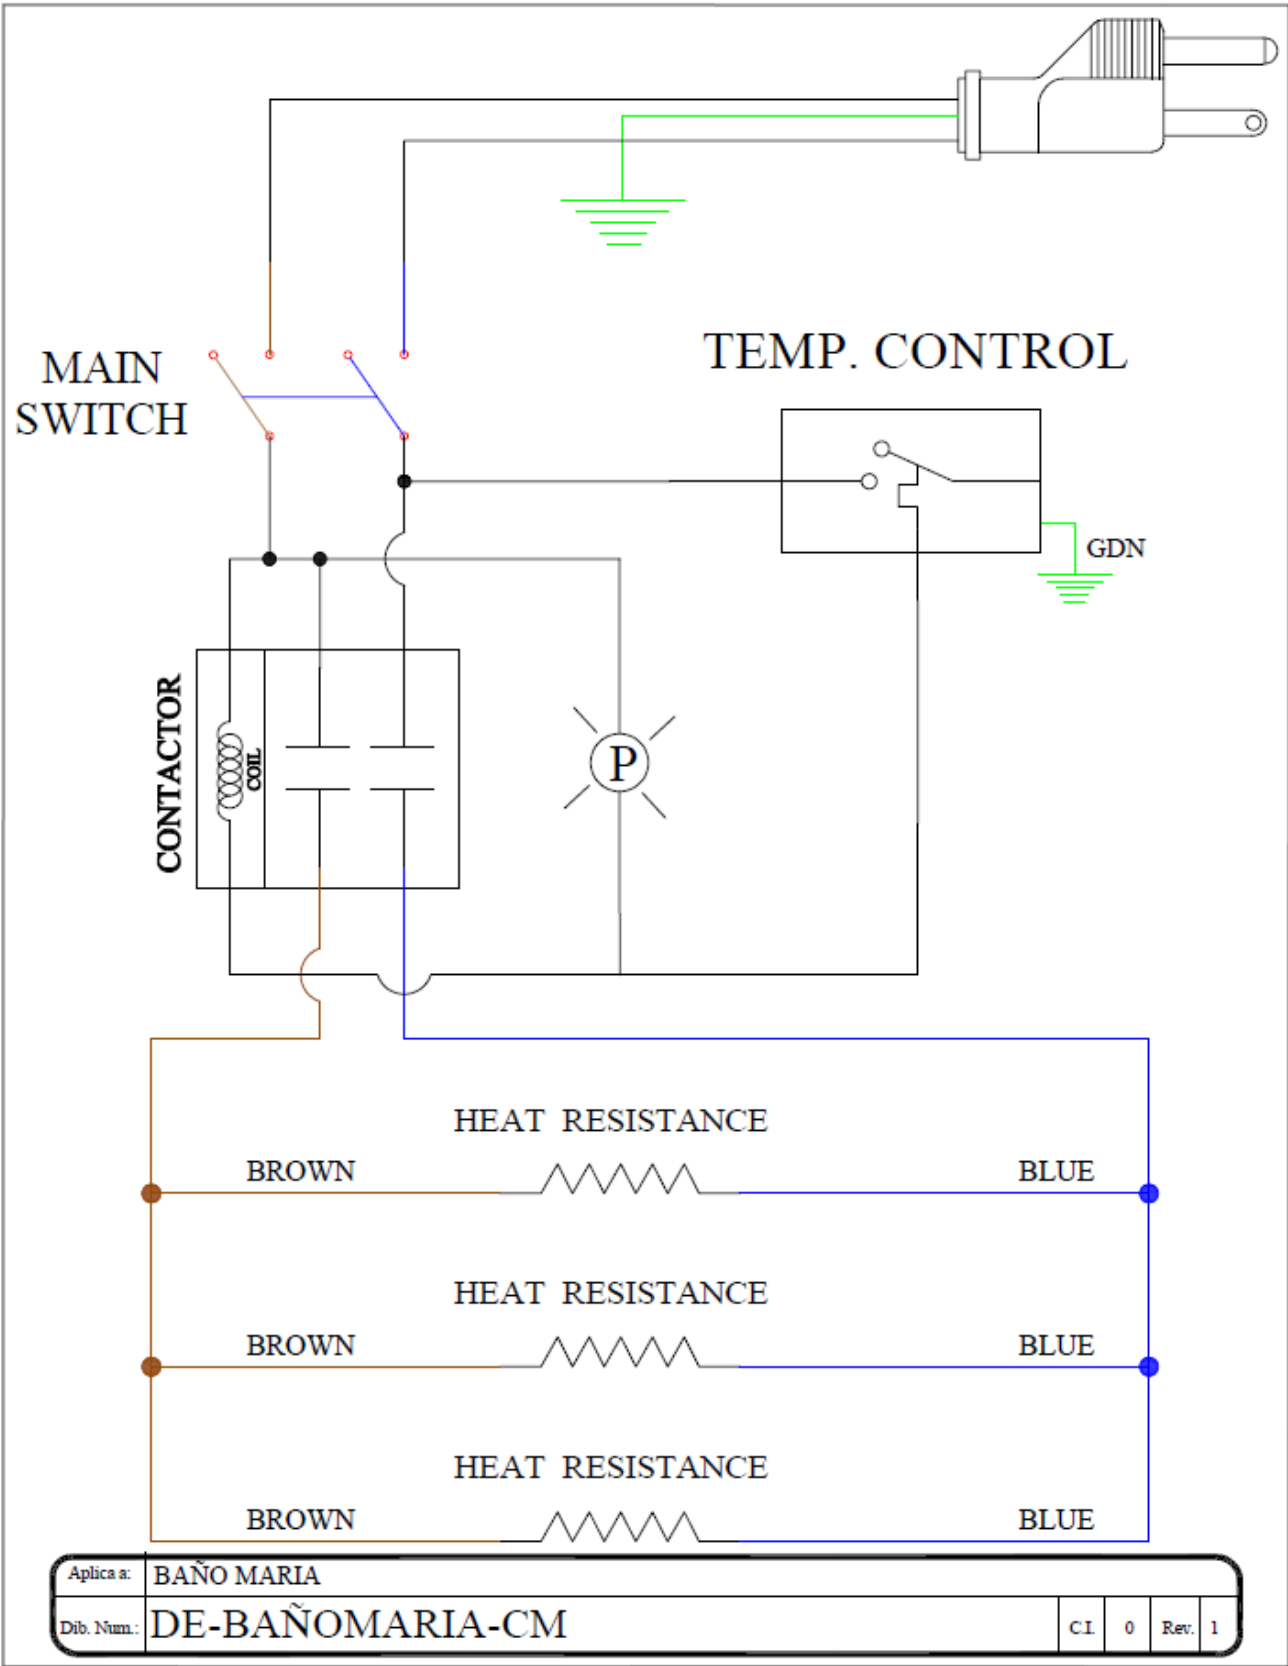 MAIN
SWITCH
TEMP. CONTROL
GDN
CONTACTOR
COIL
P
HEAT RESISTANCE
BROWN
BLUE
HEAT RESISTANCE
BROWN
BLUE
HEAT RESISTANCE
BROWN
BLUE
Aplica a: BAÑO MARIA
Dib. Num.: DE-BAÑOMARIA-CM C.I. 0 Rev. 1